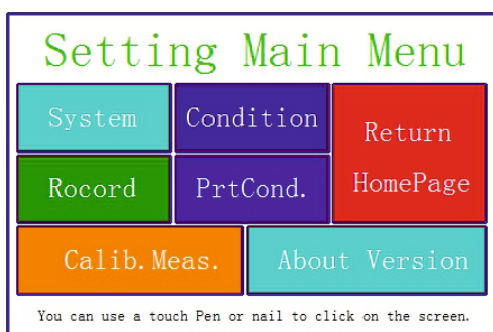 Setting Main Menu
System
Condition
Return
HomePage
Rocord
PrtCond.
Calib.Meas.
About Version
You can use a touch Pen or nail to click on the screen.